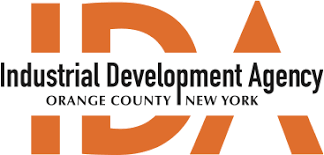 IDA
Industrial Development Agency
ORANGE COUNTY NEW YORK